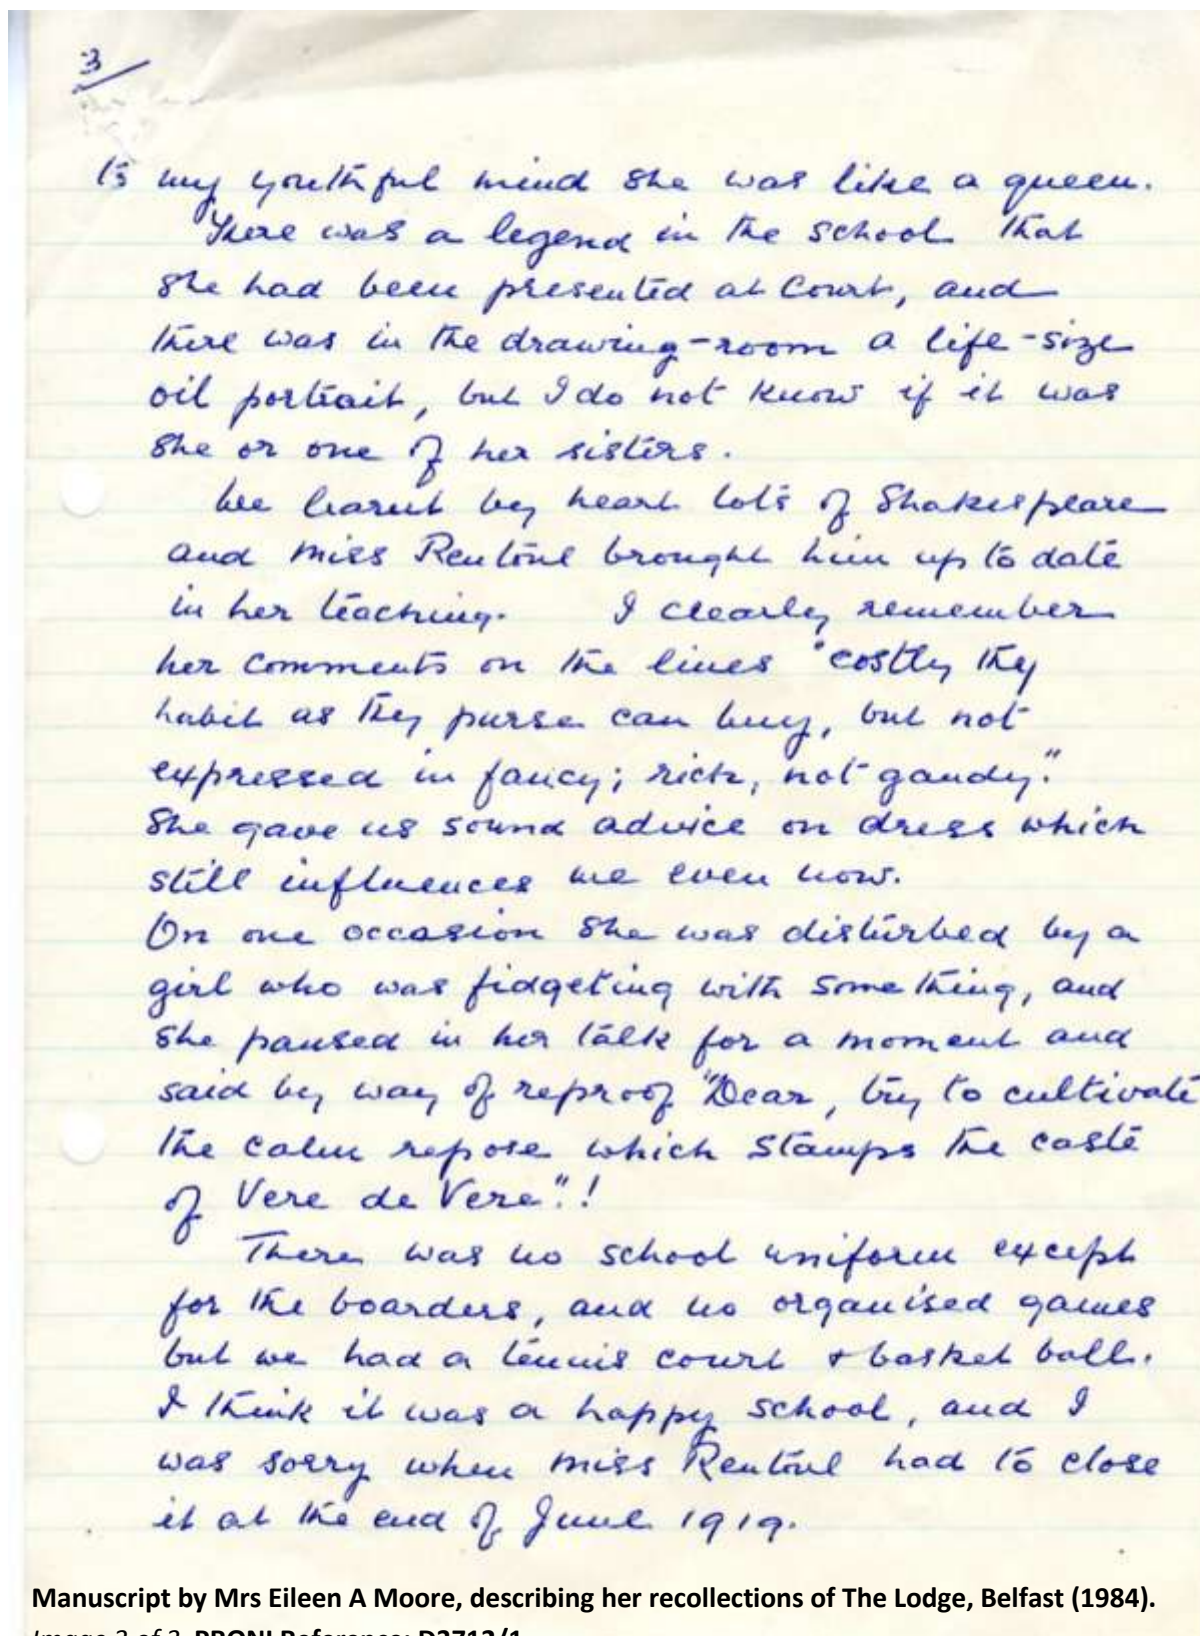 3
To my youthful mind she was like a queen.
There was a legend in the school that
she had been presented at Court, and
there was in the drawing-room a life-size
oil portrait, but I do not know if it was
she or one of her sisters.
We learnt by heart lots of Shakespeare
and Miss Rentoul brought him up to date
in her teaching. I clearly remember
her comments on the lines "costly thy
habit as thy purse can buy, but not
expressed in fancy; rich, not gaudy."
She gave us sound advice on dress which
still influences me even now.
On one occasion she was disturbed by a
girl who was fidgeting with something, and
she paused in her talk for a moment and
said by way of reproof "Dear, try to cultivate
the calm repose which stamps the caste
of Vere de Vere"!
There was no school uniform except
for the boarders, and no organised games
but we had a tennis court & basket ball.
I think it was a happy school, and I
was sorry when Miss Rentoul had to close
it at the end of June 1919.
Manuscript by Mrs Eileen A Moore, describing her recollections of The Lodge, Belfast (1984).
Image 3 of 3. PRONI Reference: D3713/1